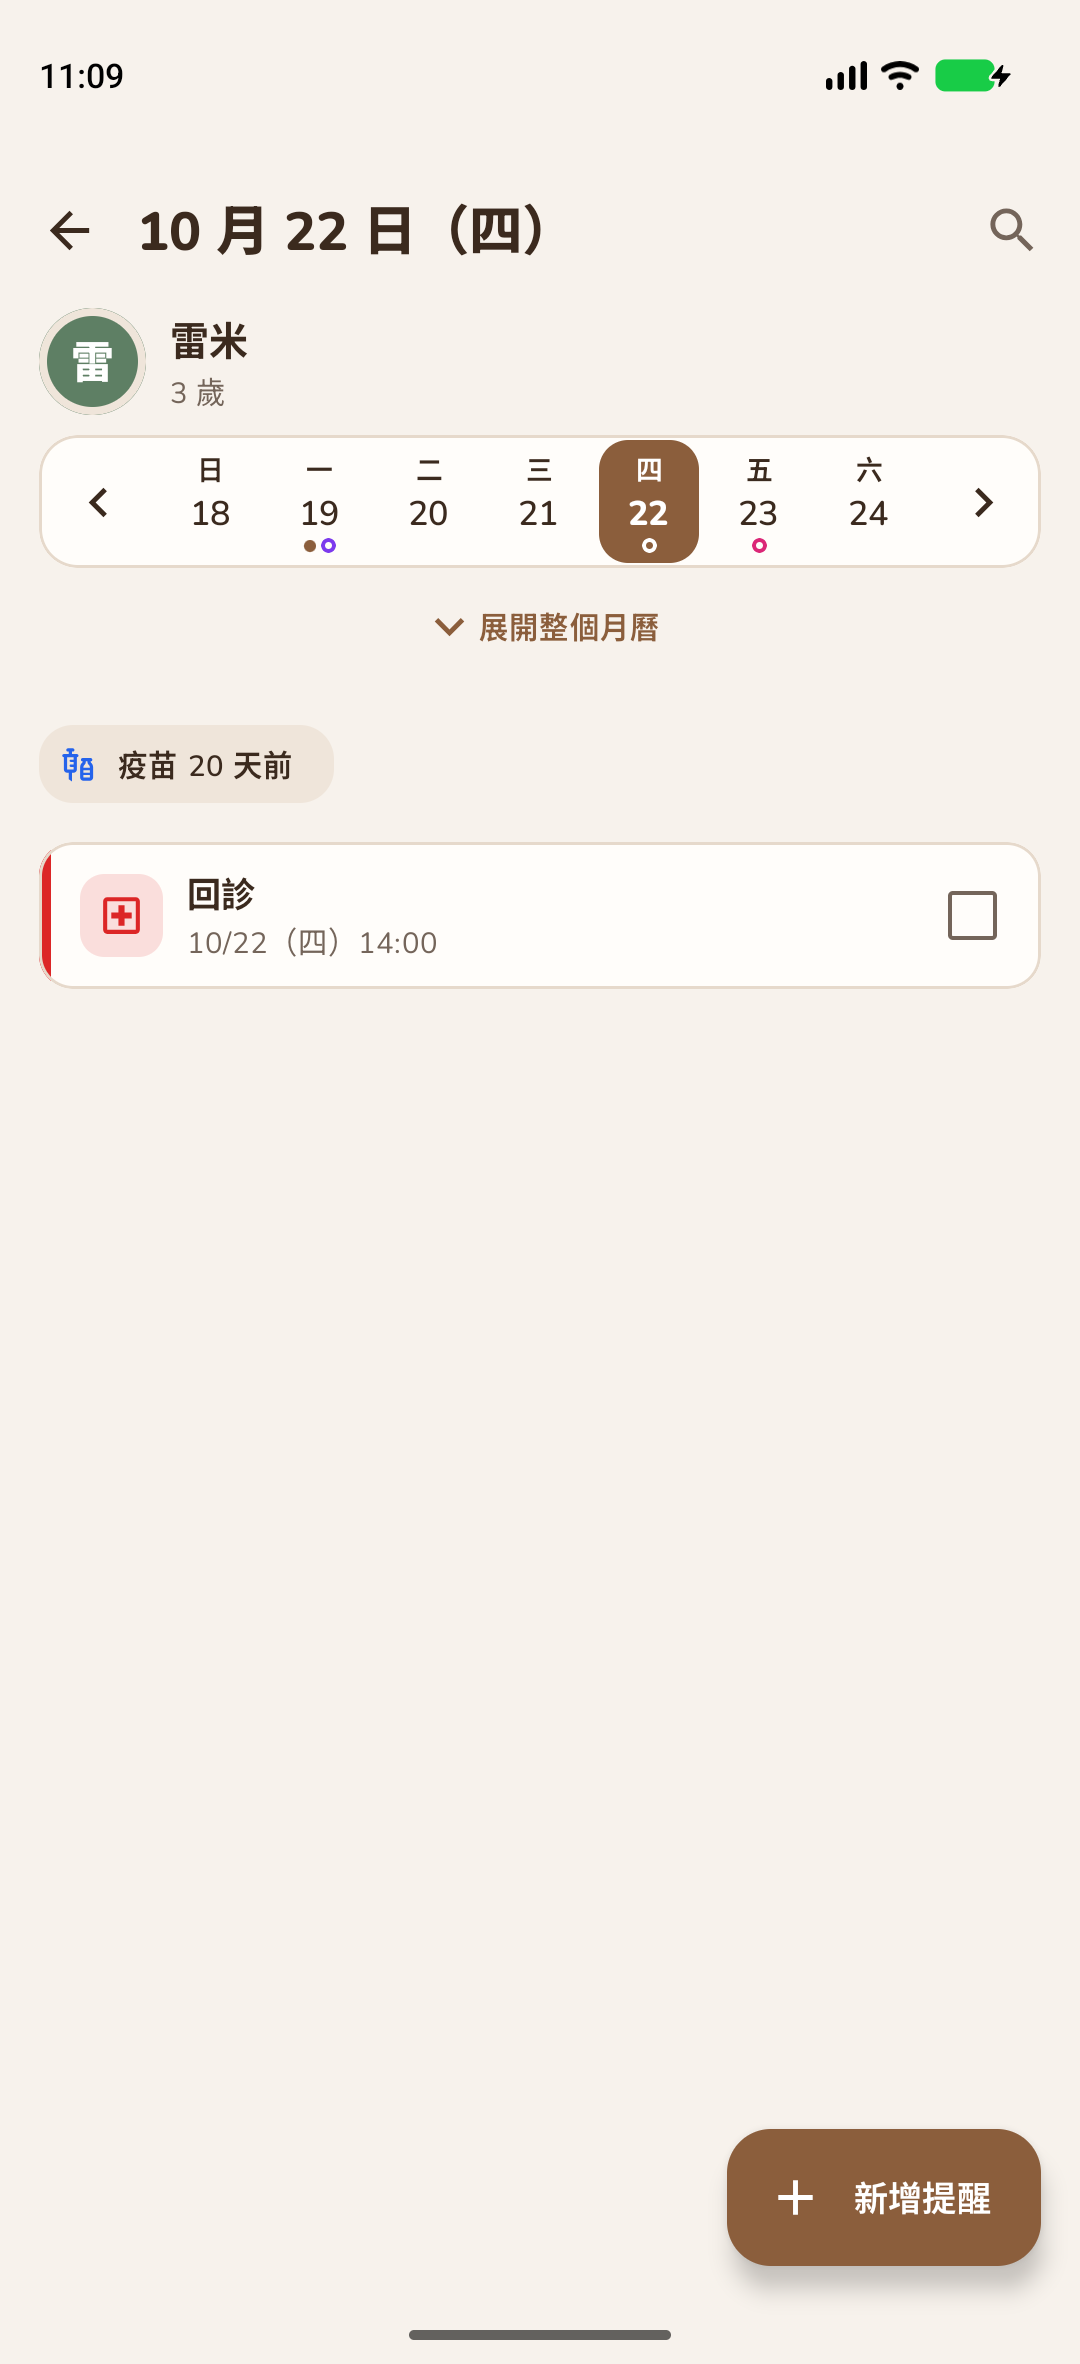 11:09
10 月 22 日（四）
雷
雷米
3 歲
日 一 二 三 四 五 六
18 19 20 21 22 23 24
展開整個月曆
疫苗 20 天前
回診
10/22（四）14:00
新增提醒